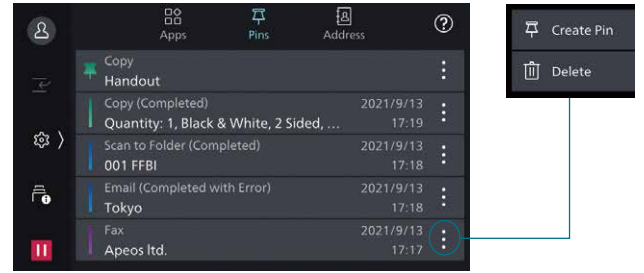 Apps
Pins
Address
?
Copy
Handout
Copy (Completed)
2021/9/13
Quantity: 1, Black & White, 2 Sided, ...
17:19
Scan to Folder (Completed)
2021/9/13
001 FFBI
17:18
Email (Completed with Error)
2021/9/13
Tokyo
17:18
Fax
2021/9/13
Apeos ltd.
17:17
Create Pin
Delete